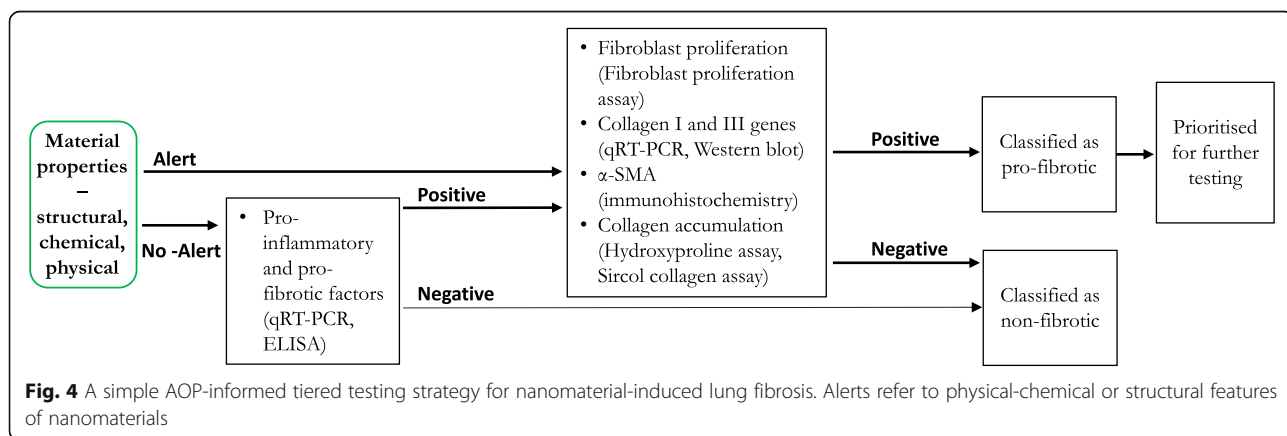 Material
properties
–
structural,
chemical,
physical
Alert
No -Alert
• Pro-
inflammatory
and pro-
fibrotic factors
(qRT-PCR,
ELISA)
Positive
Negative
• Fibroblast proliferation
(Fibroblast proliferation
assay)
• Collagen I and III genes
(qRT-PCR, Western blot)
• α-SMA
(immunohistochemistry)
• Collagen accumulation
(Hydroxyproline assay,
Sircol collagen assay)
Positive
Negative
Classified as
pro-fibrotic
Prioritised
for further
testing
Classified as
non-fibrotic
Fig. 4 A simple AOP-informed tiered testing strategy for nanomaterial-induced lung fibrosis. Alerts refer to physical-chemical or structural features
of nanomaterials